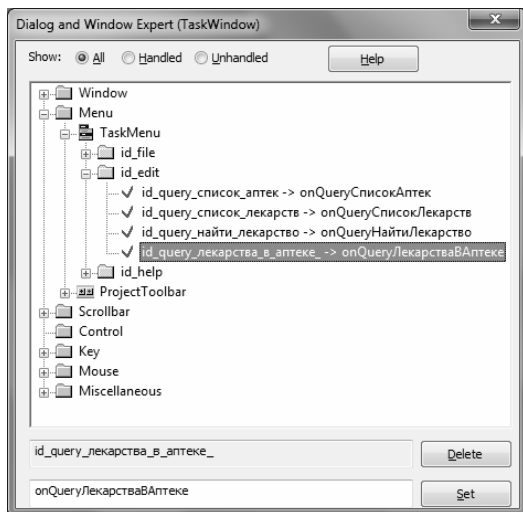 Dialog and Window Expert (TaskWindow)
Show: All Handled Unhandled Help
Window
Menu
TaskMenu
id_file
id_edit
id_query_список_аптек -> onQueryСписокАптек
id_query_список_лекарств -> onQueryСписокЛекарств
id_query_найти_лекарство -> onQueryНайтиЛекарство
id_query_лекарства_в_аптеке_ -> onQueryЛекарстваВАптеке
id_help
ProjectToolbar
Scrollbar
Control
Key
Mouse
Miscellaneous
id_query_лекарства_в_аптеке_ Delete
onQueryЛекарстваВАптеке Set